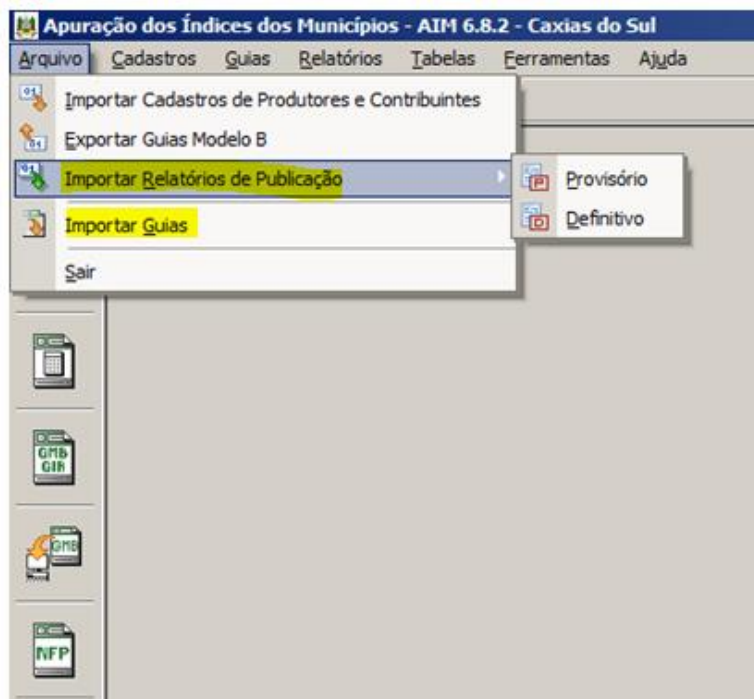 Apuração dos Índices dos Municípios - AIM 6.8.2 - Caxias do Sul
Arquivo Cadastros Guias Relatórios Tabelas Ferramentas Ajuda
Importar Cadastros de Produtores e Contribuintes
Exportar Guias Modelo B
Importar Relatórios de Publicação
Provisório
Definitivo
Importar Guias
Sair
GMB
GIR
GMB
NFP